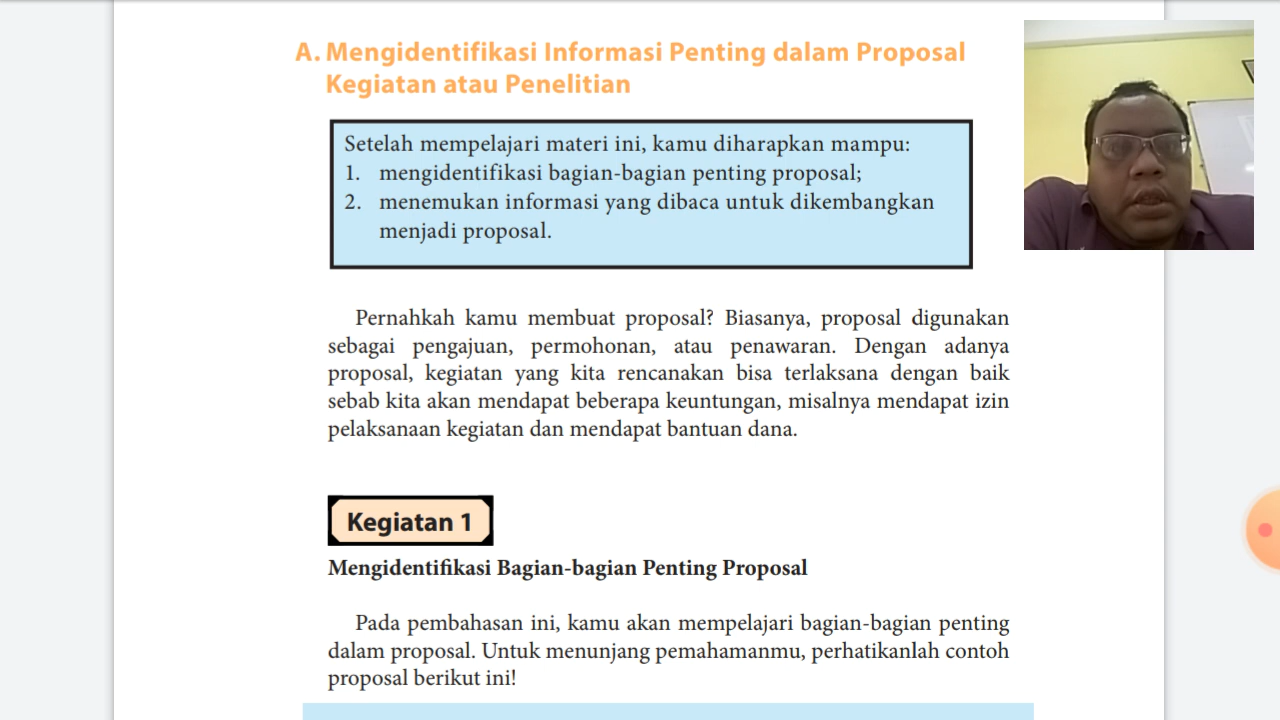 A. Mengidentifikasi Informasi Penting dalam Proposal
Kegiatan atau Penelitian
Setelah mempelajari materi ini, kamu diharapkan mampu:
1. mengidentifikasi bagian-bagian penting proposal;
2. menemukan informasi yang dibaca untuk dikembangkan
menjadi proposal.
Pernahkah kamu membuat proposal? Biasanya, proposal digunakan
sebagai pengajuan, permohonan, atau penawaran. Dengan adanya
proposal, kegiatan yang kita rencanakan bisa terlaksana dengan baik
sebab kita akan mendapat beberapa keuntungan, misalnya mendapat izin
pelaksanaan kegiatan dan mendapat bantuan dana.
Kegiatan 1
Mengidentifikasi Bagian-bagian Penting Proposal
Pada pembahasan ini, kamu akan mempelajari bagian-bagian penting
dalam proposal. Untuk menunjang pemahamanmu, perhatikanlah contoh
proposal berikut ini!